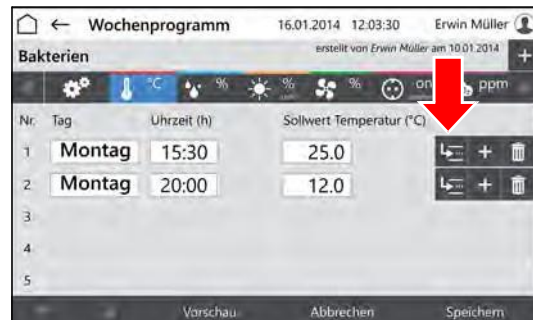 Wochenprogramm 16.01.2014 12:03:30 Erwin Müller
Bakterien erstellt von Erwin Müller am 10.01.2014 +
°C % % % on ppm
Nr. Tag Uhrzeit (h) Sollwert Temperatur (°C)
1 Montag 15:30 25.0 +
2 Montag 20:00 12.0 +
3
4
5
Vorschau Abbrechen Speichern